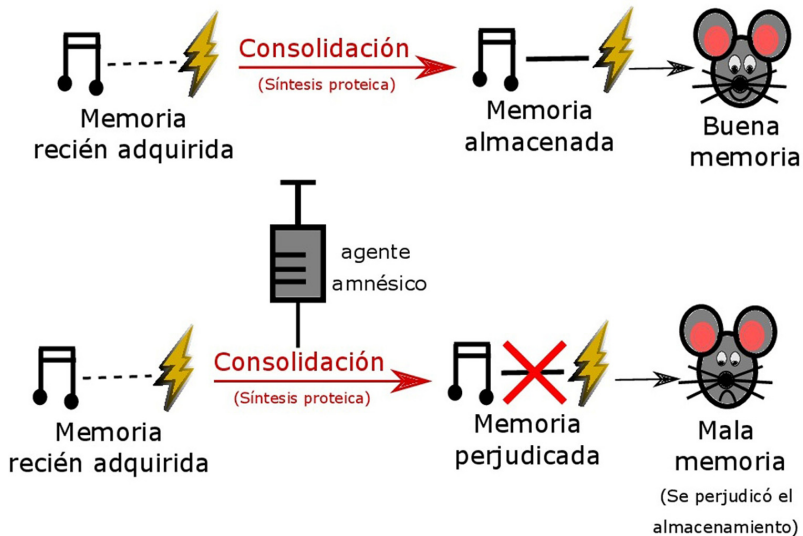 Consolidación
(Síntesis proteica)
Memoria
recién adquirida
Memoria
almacenada
Buena
memoria
agente
amnésico
Consolidación
(Síntesis proteica)
Memoria
recién adquirida
Memoria
perjudicada
Mala
memoria
(Se perjudicó el
almacenamiento)